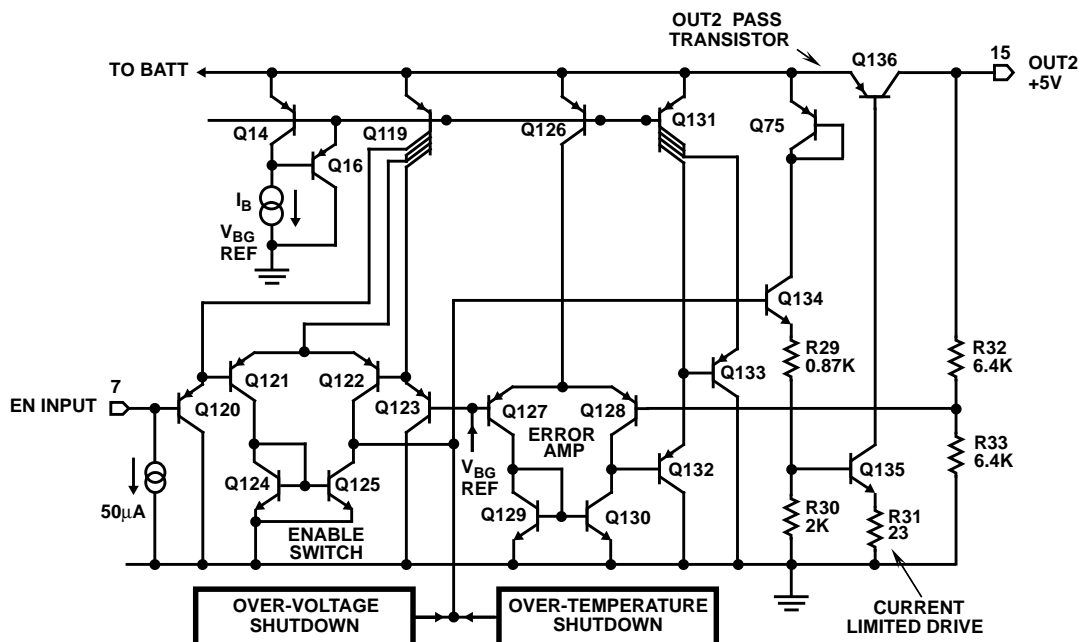 OUT2 PASS
TRANSISTOR
Q136
15
OUT2
+5V
TO BATT
Q14
Q119
Q126
Q131
Q75
Q16
I_B
V_BG
REF
Q134
R29
0.87K
R32
6.4K
Q121
Q122
Q133
7
EN INPUT
Q120
Q123
Q127
Q128
ERROR
AMP
V_BG
REF
R33
6.4K
Q124
Q125
Q132
Q135
50μA
Q129
Q130
R30
2K
R31
23
ENABLE
SWITCH
OVER-VOLTAGE
SHUTDOWN
OVER-TEMPERATURE
SHUTDOWN
CURRENT
LIMITED DRIVE